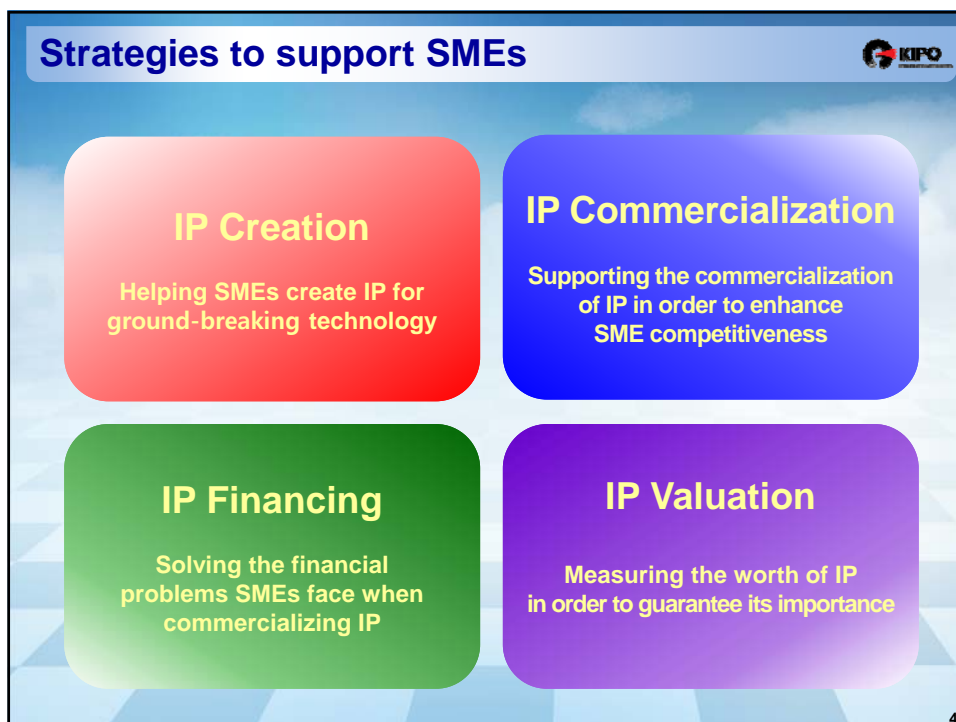 Strategies to support SMEs
KIPO
IP Creation
Helping SMEs create IP for
ground-breaking technology
IP Commercialization
Supporting the commercialization
of IP in order to enhance
SME competitiveness
IP Financing
Solving the financial
problems SMEs face when
commercializing IP
IP Valuation
Measuring the worth of IP
in order to guarantee its importance
4